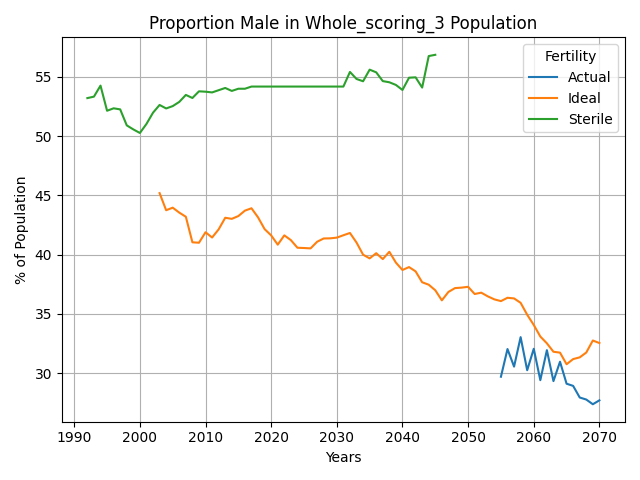 Proportion Male in Whole_scoring_3 Population
Fertility
Actual
Ideal
Sterile
% of Population
55
50
45
40
35
30
1990 2000 2010 2020 2030 2040 2050 2060 2070
Years